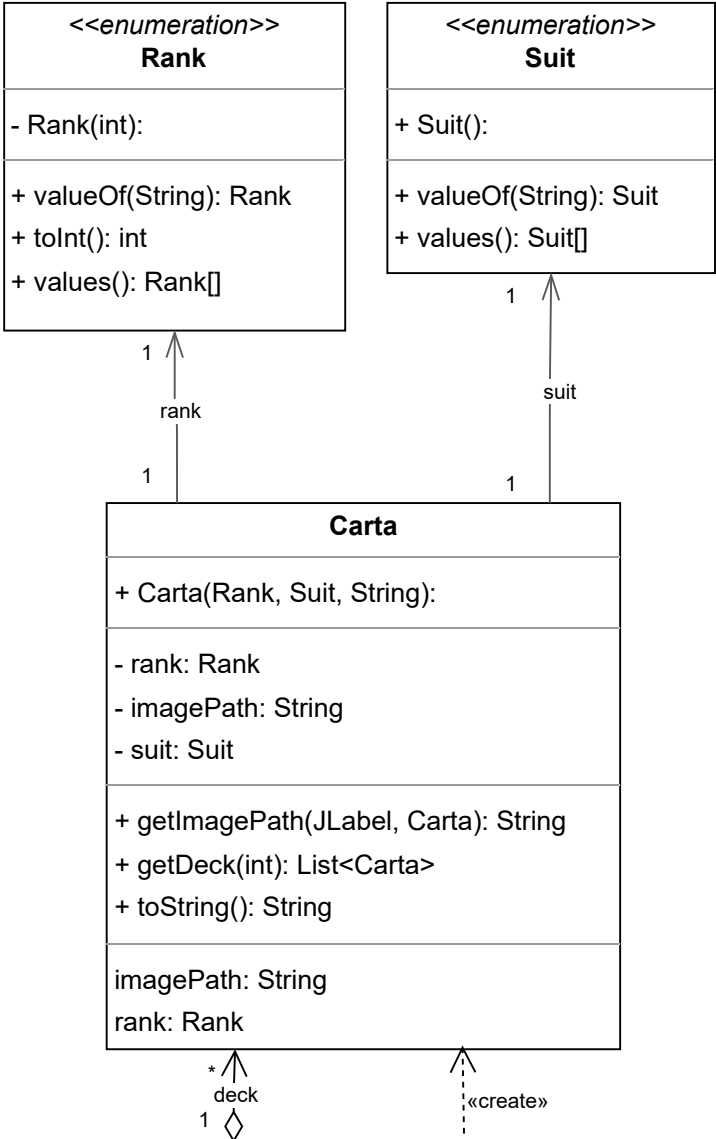 <<enumeration>>
Rank
- Rank(int):
+ valueOf(String): Rank
+ toInt(): int
+ values(): Rank[]
<<enumeration>>
Suit
+ Suit():
+ valueOf(String): Suit
+ values(): Suit[]
1
rank
1
1
suit
1
Carta
+ Carta(Rank, Suit, String):
- rank: Rank
- imagePath: String
- suit: Suit
+ getImagePath(JLabel, Carta): String
+ getDeck(int): List<Carta>
+ toString(): String
imagePath: String
rank: Rank
*
deck
1
«create»